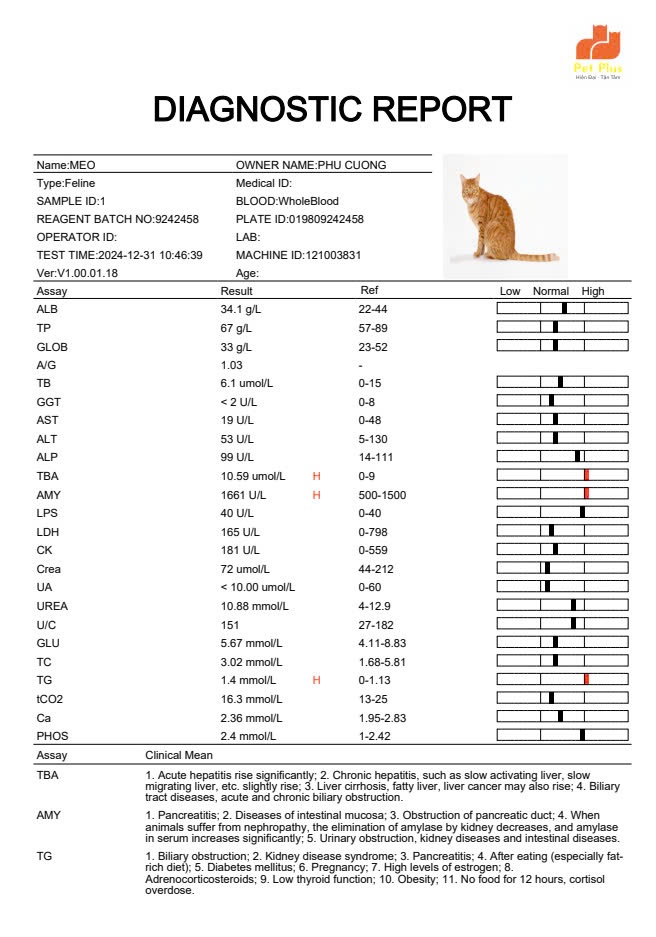 Pet Plus
Hiện Đại - Tận Tâm
DIAGNOSTIC REPORT
Name:MEO OWNER NAME:PHU CUONG
Type:Feline Medical ID:
SAMPLE ID:1 BLOOD:WholeBlood
REAGENT BATCH NO:9242458 PLATE ID:019809242458
OPERATOR ID: LAB:
TEST TIME:2024-12-31 10:46:39 MACHINE ID:121003831
Ver:V1.00.01.18 Age:
Assay Result Ref Low Normal High
ALB 34.1 g/L 22-44
TP 67 g/L 57-89
GLOB 33 g/L 23-52
A/G 1.03 -
TB 6.1 umol/L 0-15
GGT < 2 U/L 0-8
AST 19 U/L 0-48
ALT 53 U/L 5-130
ALP 99 U/L 14-111
TBA 10.59 umol/L H 0-9
AMY 1661 U/L H 500-1500
LPS 40 U/L 0-40
LDH 165 U/L 0-798
CK 181 U/L 0-559
Crea 72 umol/L 44-212
UA < 10.00 umol/L 0-60
UREA 10.88 mmol/L 4-12.9
U/C 151 27-182
GLU 5.67 mmol/L 4.11-8.83
TC 3.02 mmol/L 1.68-5.81
TG 1.4 mmol/L H 0-1.13
tCO2 16.3 mmol/L 13-25
Ca 2.36 mmol/L 1.95-2.83
PHOS 2.4 mmol/L 1-2.42
Assay Clinical Mean
TBA 1. Acute hepatitis rise significantly; 2. Chronic hepatitis, such as slow activating liver, slow
migrating liver, etc. slightly rise; 3. Liver cirrhosis, fatty liver, liver cancer may also rise; 4. Biliary
tract diseases, acute and chronic biliary obstruction.
AMY 1. Pancreatitis; 2. Diseases of intestinal mucosa; 3. Obstruction of pancreatic duct; 4. When
animals suffer from nephropathy, the elimination of amylase by kidney decreases, and amylase
in serum increases significantly; 5. Urinary obstruction, kidney diseases and intestinal diseases.
TG 1. Biliary obstruction; 2. Kidney disease syndrome; 3. Pancreatitis; 4. After eating (especially fat-
rich diet); 5. Diabetes mellitus; 6. Pregnancy; 7. High levels of estrogen; 8.
Adrenocorticosteroids; 9. Low thyroid function; 10. Obesity; 11. No food for 12 hours, cortisol
overdose.